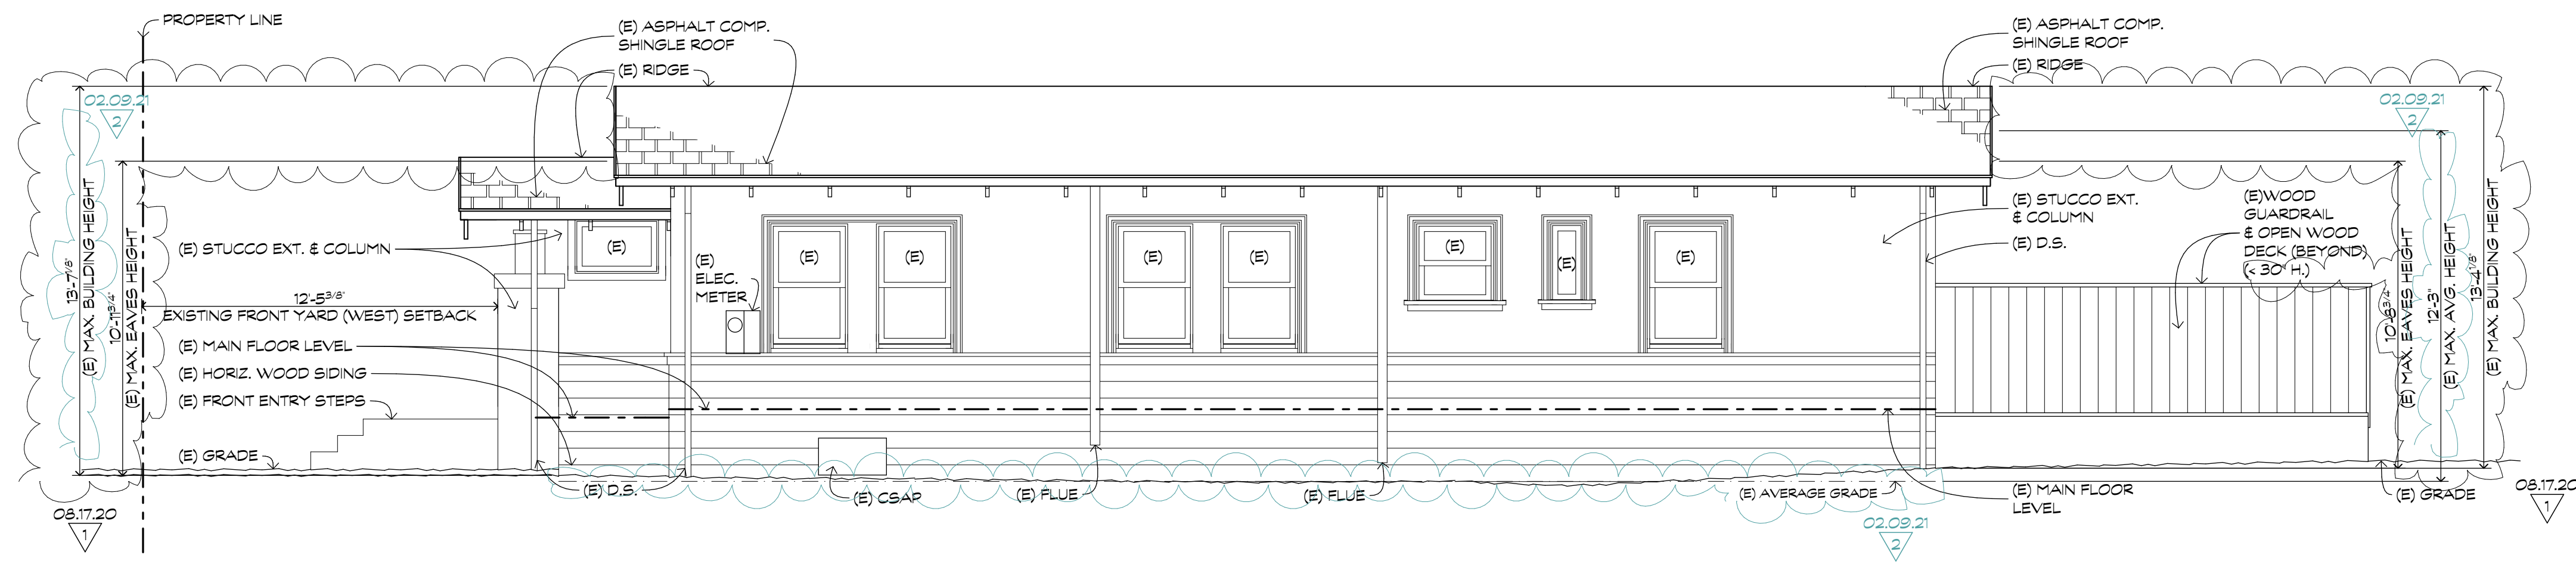 PROPERTY LINE
(E) ASPHALT COMP.
SHINGLE ROOF
(E) RIDGE
(E) ASPHALT COMP.
SHINGLE ROOF
(E) RIDGE
02.09.21
2
02.09.21
2
13'-7 1/8"
(E) MAX. BUILDING HEIGHT
10'-11 3/4"
(E) MAX. EAVES HEIGHT
(E) STUCCO EXT. & COLUMN
12'-5 3/8"
EXISTING FRONT YARD (WEST) SETBACK
(E) MAIN FLOOR LEVEL
(E) HORIZ. WOOD SIDING
(E) FRONT ENTRY STEPS
(E) GRADE
(E)
(E)
ELEC.
METER
(E)
(E)
(E)
(E)
(E)
(E)
(E)
(E) STUCCO EXT.
& COLUMN
(E) D.S.
(E)WOOD
GUARDRAIL
& OPEN WOOD
DECK (BEYOND)
(< 30" H.)
10'-8 3/4"
(E) MAX. EAVES HEIGHT
12'-3"
(E) MAX. AVG. HEIGHT
13'-4 1/8"
(E) MAX. BUILDING HEIGHT
(E) D.S.
(E) CSAP
(E) FLUE
(E) FLUE
(E) AVERAGE GRADE
(E) MAIN FLOOR
LEVEL
(E) GRADE
08.17.20
1
02.09.21
2
08.17.20
1